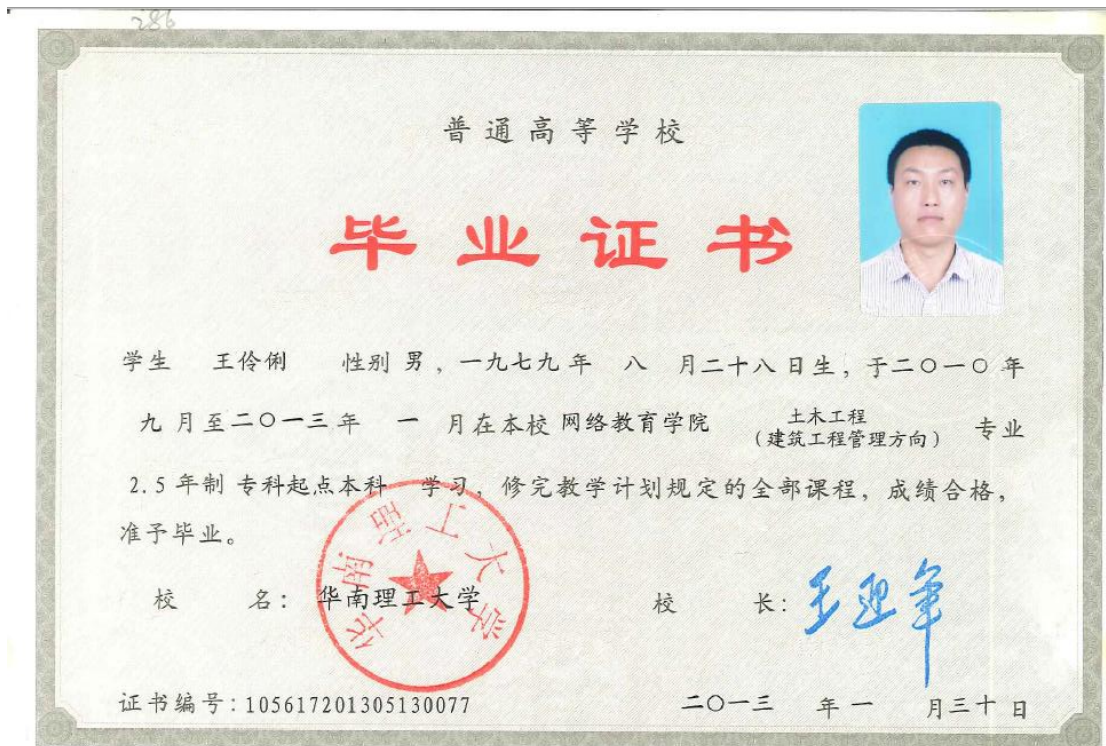 286
普通高等学校
毕业证书
学生 王伶俐 性别 男，一九七九年 八 月二十八日生，于二〇一〇年
九月至二〇一三年 一 月在本校 网络教育学院 土木工程（建筑工程管理方向） 专业
2.5 年制 专科起点本科 学习，修完教学计划规定的全部课程，成绩合格，
准予毕业。
校 名：华南理工大学 校 长：王迎军
华南理工大学
证书编号：105617201305130077 二〇一三 年 一 月三十日